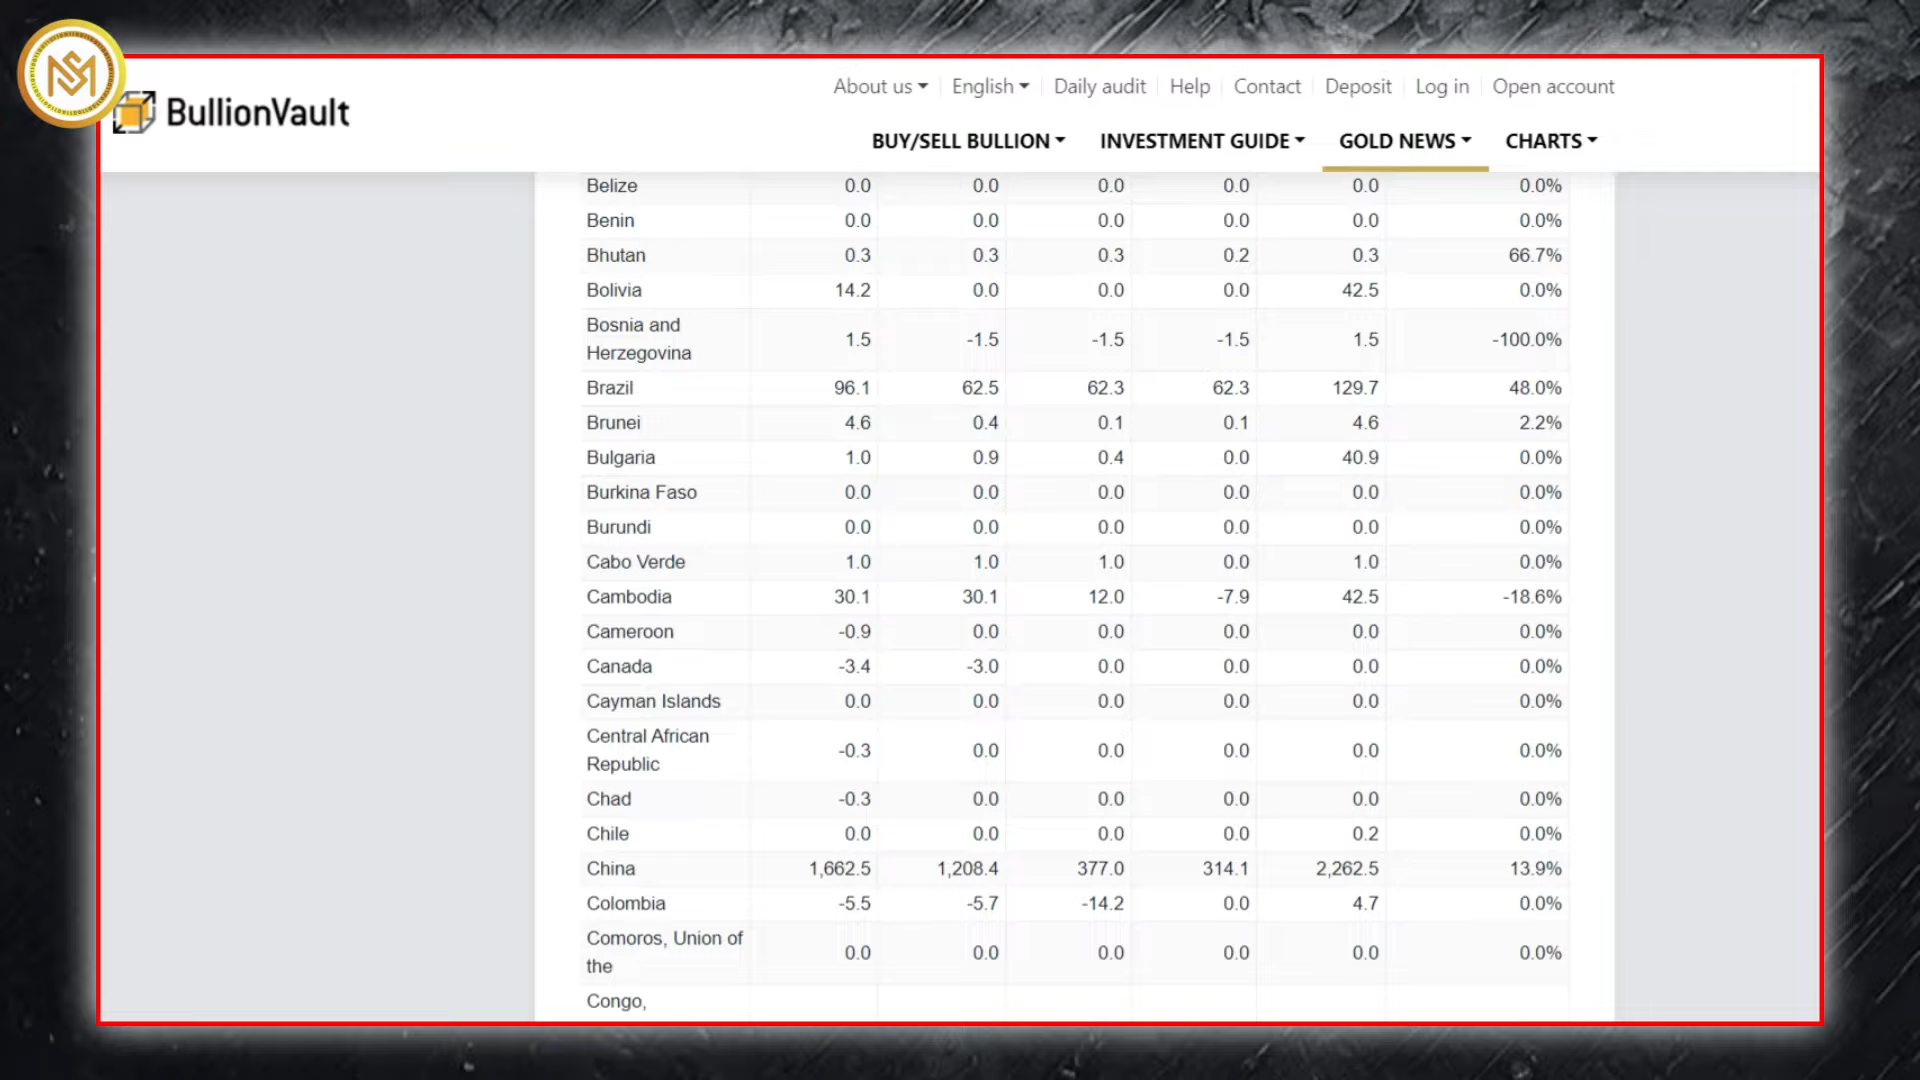 BullionVault
About us English Daily audit Help Contact Deposit Log in Open account
BUY/SELL BULLION INVESTMENT GUIDE GOLD NEWS CHARTS
Belize 0.0 0.0 0.0 0.0 0.0 0.0%
Benin 0.0 0.0 0.0 0.0 0.0 0.0%
Bhutan 0.3 0.3 0.3 0.2 0.3 66.7%
Bolivia 14.2 0.0 0.0 0.0 42.5 0.0%
Bosnia and
Herzegovina 1.5 -1.5 -1.5 -1.5 1.5 -100.0%
Brazil 96.1 62.5 62.3 62.3 129.7 48.0%
Brunei 4.6 0.4 0.1 0.1 4.6 2.2%
Bulgaria 1.0 0.9 0.4 0.0 40.9 0.0%
Burkina Faso 0.0 0.0 0.0 0.0 0.0 0.0%
Burundi 0.0 0.0 0.0 0.0 0.0 0.0%
Cabo Verde 1.0 1.0 1.0 0.0 1.0 0.0%
Cambodia 30.1 30.1 12.0 -7.9 42.5 -18.6%
Cameroon -0.9 0.0 0.0 0.0 0.0 0.0%
Canada -3.4 -3.0 0.0 0.0 0.0 0.0%
Cayman Islands 0.0 0.0 0.0 0.0 0.0 0.0%
Central African
Republic -0.3 0.0 0.0 0.0 0.0 0.0%
Chad -0.3 0.0 0.0 0.0 0.0 0.0%
Chile 0.0 0.0 0.0 0.0 0.2 0.0%
China 1,662.5 1,208.4 377.0 314.1 2,262.5 13.9%
Colombia -5.5 -5.7 -14.2 0.0 4.7 0.0%
Comoros, Union of
the 0.0 0.0 0.0 0.0 0.0 0.0%
Congo,